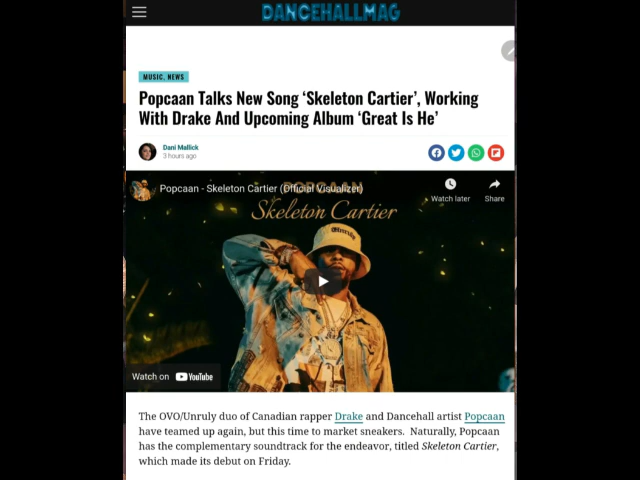 DANCEHALLMAG
MUSIC, NEWS
Popcaan Talks New Song ‘Skeleton Cartier’, Working
With Drake And Upcoming Album ‘Great Is He’
Dani Mallick
3 hours ago
POPCAAN
Popcaan - Skeleton Cartier (Official Visualizer)
Watch later
Share
Skeleton Cartier
Unruly
Watch on YouTube
The OVO/Unruly duo of Canadian rapper Drake and Dancehall artist Popcaan
have teamed up again, but this time to market sneakers. Naturally, Popcaan
has the complementary soundtrack for the endeavor, titled Skeleton Cartier,
which made its debut on Friday.